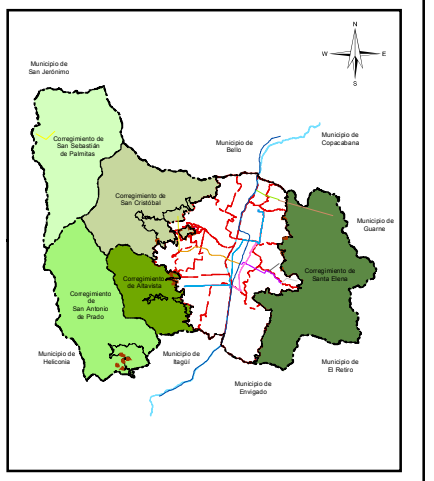 N
W
E
S
Municipio de
San Jerónimo
Corregimiento de
San Sebastián
de Palmitas
Municipio de
Bello
Municipio de
Copacabana
Corregimiento de
San Cristóbal
Municipio de
Guarne
Corregimiento
de Altavista
Corregimiento de
Santa Elena
Corregimiento
de
San Antonio
de Prado
Municipio de
Heliconia
Municipio de
Itagüí
Municipio de
El Retiro
Municipio de
Envigado